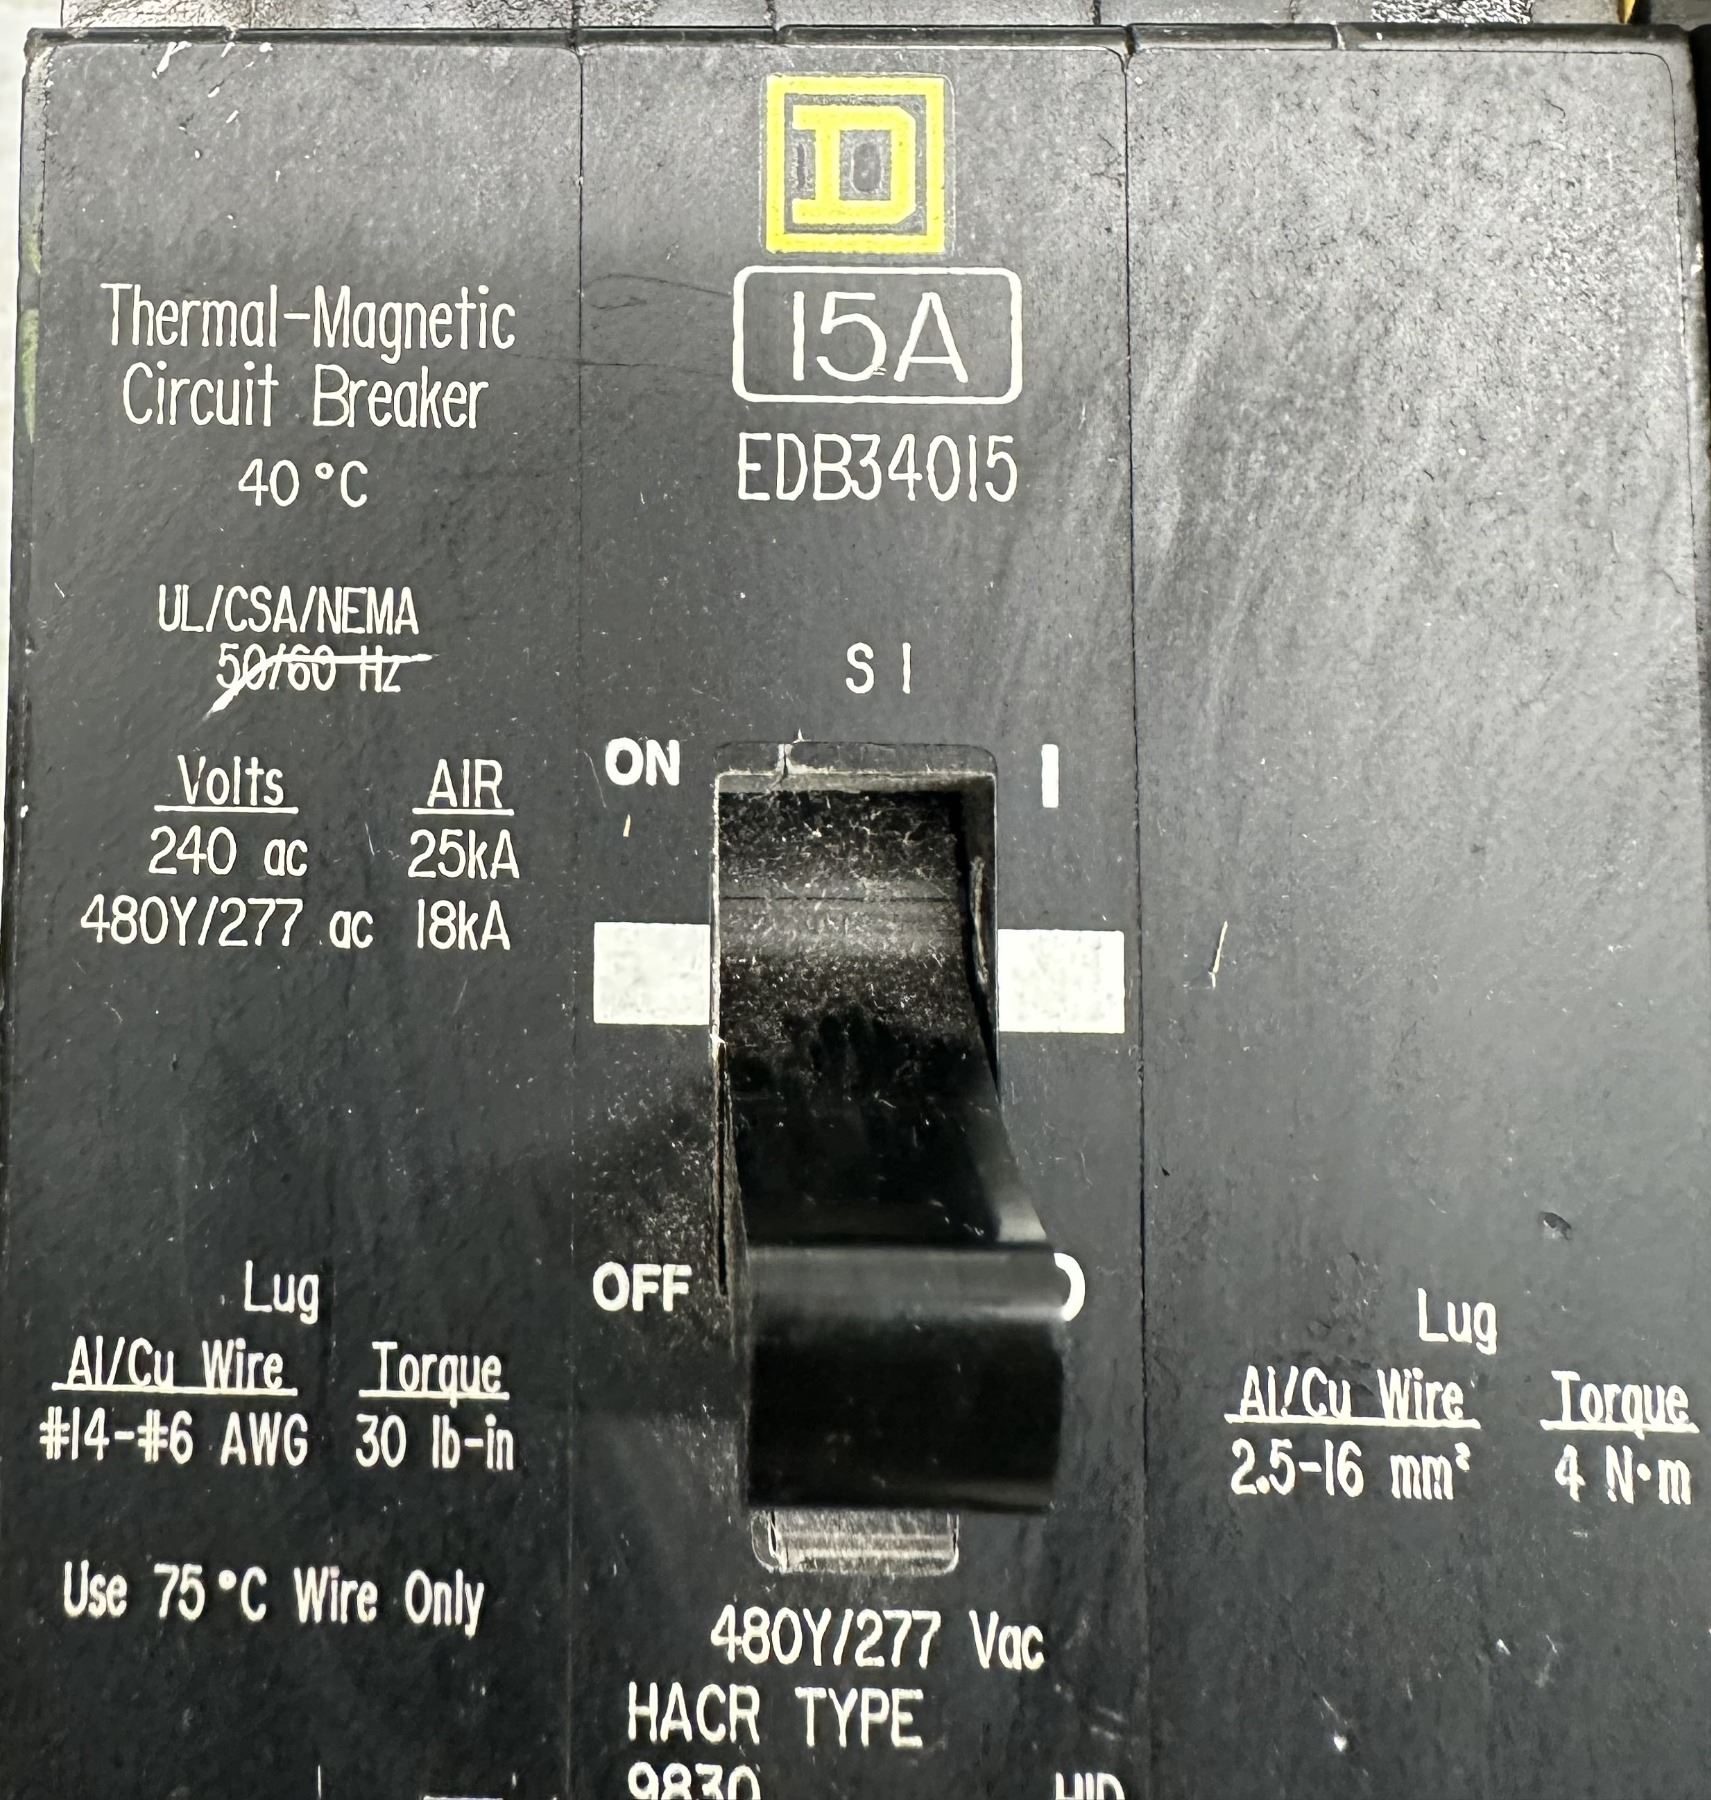 D
15A
EDB34015
Thermal-Magnetic
Circuit Breaker
40 °C
UL/CSA/NEMA
50/60 Hz
S I
ON I
Volts AIR
240 ac 25kA
480Y/277 ac 18kA
OFF
Lug
Al/Cu Wire Torque
#14-#6 AWG 30 lb-in
Use 75 °C Wire Only
Lug
Al/Cu Wire Torque
2.5-16 mm² 4 N·m
480Y/277 Vac
HACR TYPE
9830 HID